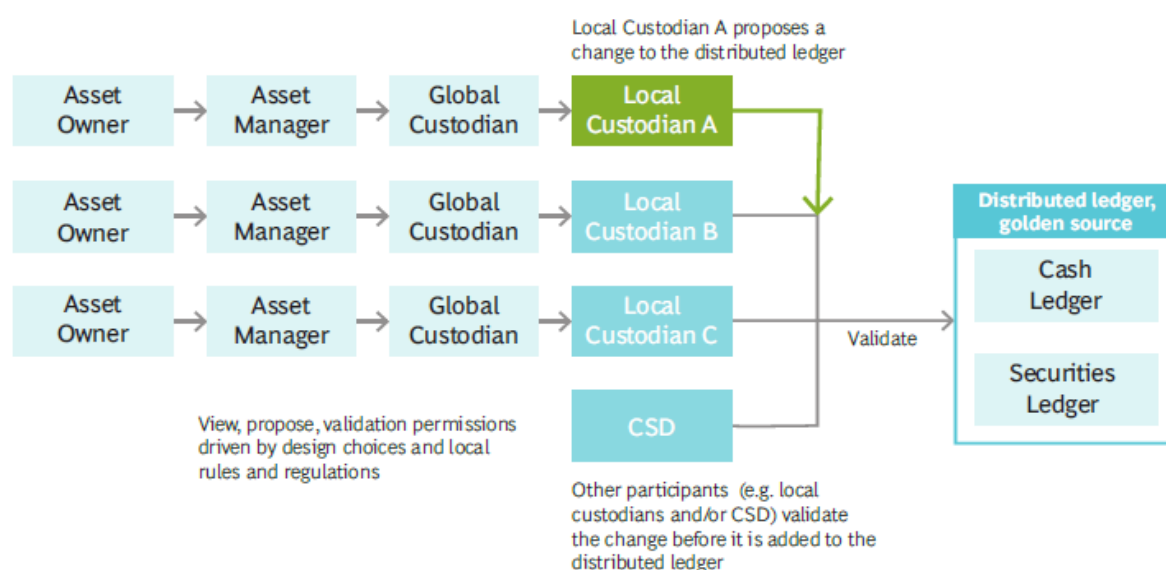 Local Custodian A proposes a
change to the distributed ledger
Asset
Owner
Asset
Manager
Global
Custodian
Local
Custodian A
Asset
Owner
Asset
Manager
Global
Custodian
Local
Custodian B
Distributed ledger,
golden source
Cash
Ledger
Asset
Owner
Asset
Manager
Global
Custodian
Local
Custodian C
Validate
Securities
Ledger
View, propose, validation permissions
driven by design choices and local
rules and regulations
CSD
Other participants (e.g. local
custodians and/or CSD) validate
the change before it is added to the
distributed ledger